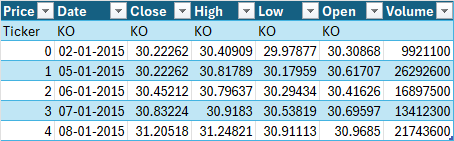 Price Date Close High Low Open Volume
Ticker KO KO KO KO KO
0 02-01-2015 30.22262 30.40909 29.97877 30.30868 9921100
1 05-01-2015 30.22262 30.81789 30.17959 30.61707 26292600
2 06-01-2015 30.45212 30.79637 30.29434 30.41626 16897500
3 07-01-2015 30.83224 30.9183 30.53819 30.69597 13412300
4 08-01-2015 31.20518 31.24821 30.91113 30.9685 21743600